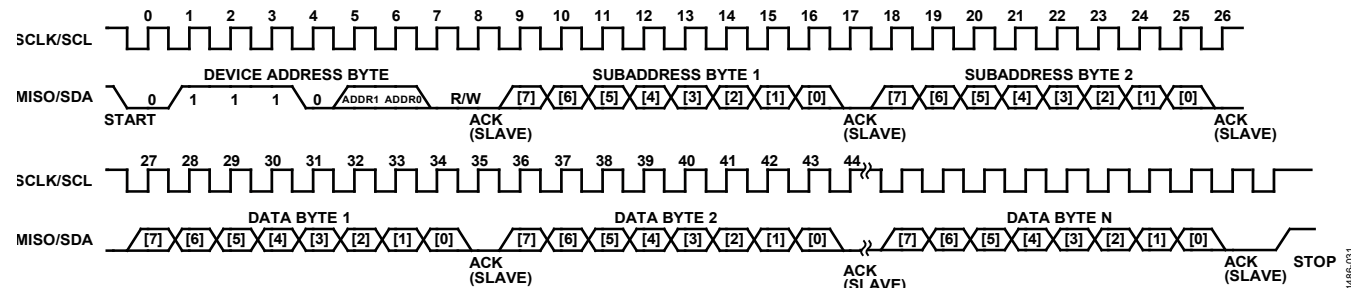 0 1 2 3 4 5 6 7 8 9 10 11 12 13 14 15 16 17 18 19 20 21 22 23 24 25 26
SCLK/SCL
DEVICE ADDRESS BYTE SUBADDRESS BYTE 1 SUBADDRESS BYTE 2
MISO/SDA 0 1 1 1 0 ADDR1 ADDR0 R/W [7] [6] [5] [4] [3] [2] [1] [0] [7] [6] [5] [4] [3] [2] [1] [0]
START ACK (SLAVE) ACK (SLAVE) ACK (SLAVE)
27 28 29 30 31 32 33 34 35 36 37 38 39 40 41 42 43 44
SCLK/SCL
DATA BYTE 1 DATA BYTE 2 DATA BYTE N
MISO/SDA [7] [6] [5] [4] [3] [2] [1] [0] [7] [6] [5] [4] [3] [2] [1] [0] [7] [6] [5] [4] [3] [2] [1] [0]
ACK (SLAVE) ACK (SLAVE) ACK (SLAVE) STOP
1486-031